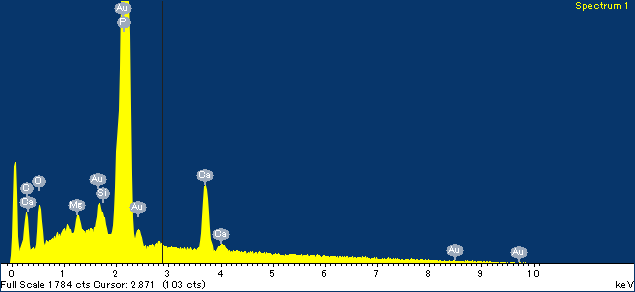 Spectrum 1
Au
P
O
C
Ca
Mg
Au
Si
Au
Ca
Ca
Au
Au
0 1 2 3 4 5 6 7 8 9 10
Full Scale 1784 cts Cursor: 2.871 (103 cts)
keV